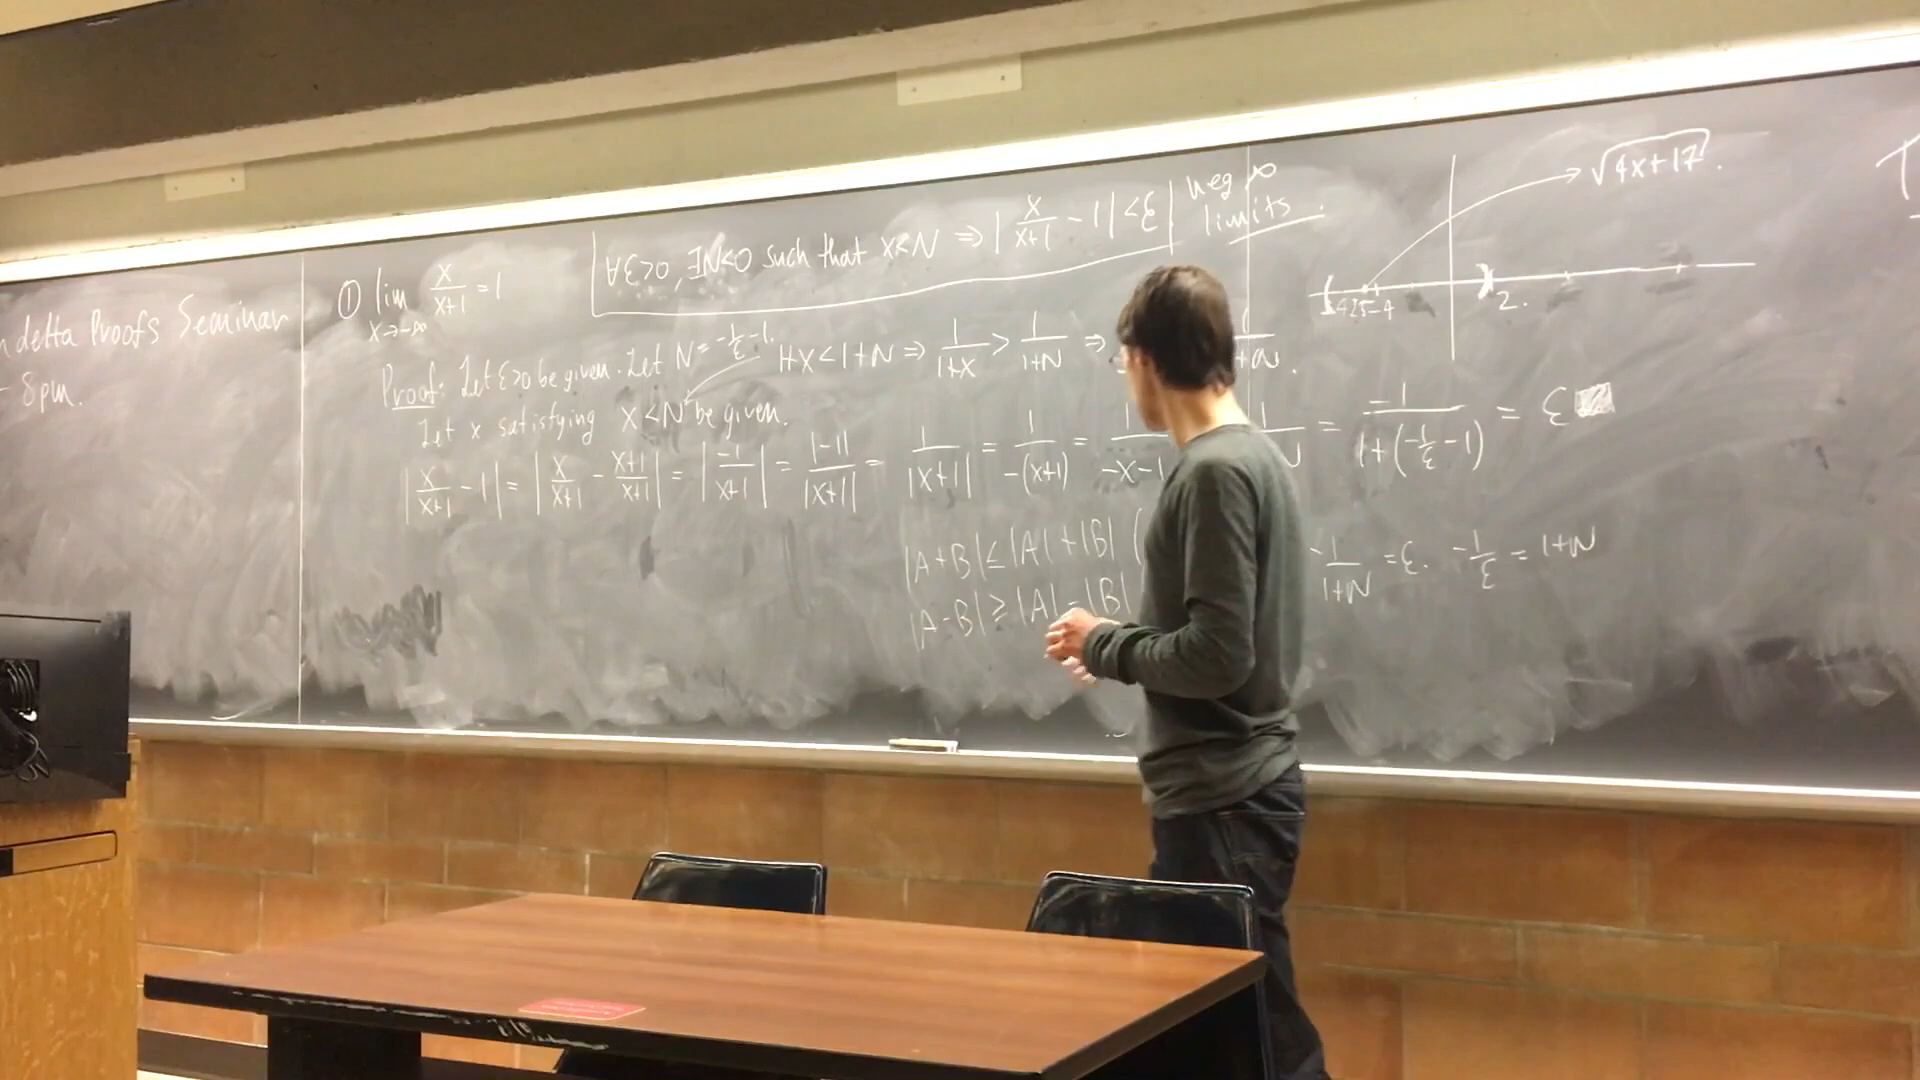 delta Proofs Seminar
- 8pm.
① lim x→-∞ x/(x+1) = 1
∀ε>0, ∃N<0 such that x<N ⇒ |x/(x+1) - 1| < ε
neg ∞
limits.
Proof: Let ε>0 be given. Let N = -1/ε - 1.
1+x < 1+N ⇒ 1/(1+x) > 1/(1+N) ⇒
Let x satisfying x<N be given.
|x/(x+1) - 1| = |x/(x+1) - (x+1)/(x+1)| = |-1/(x+1)| = |-1|/|x+1| = 1/|x+1| = 1/-(x+1) = 1/(-x-1)
= -1/(1+(-1/ε-1)) = ε
|A+B| ≤ |A|+|B| (
|A-B| ≥ |A|-|B|
-1/(1+N) = ε. -1/ε = 1+N
√(4x+17).
-4.25 -4
2.